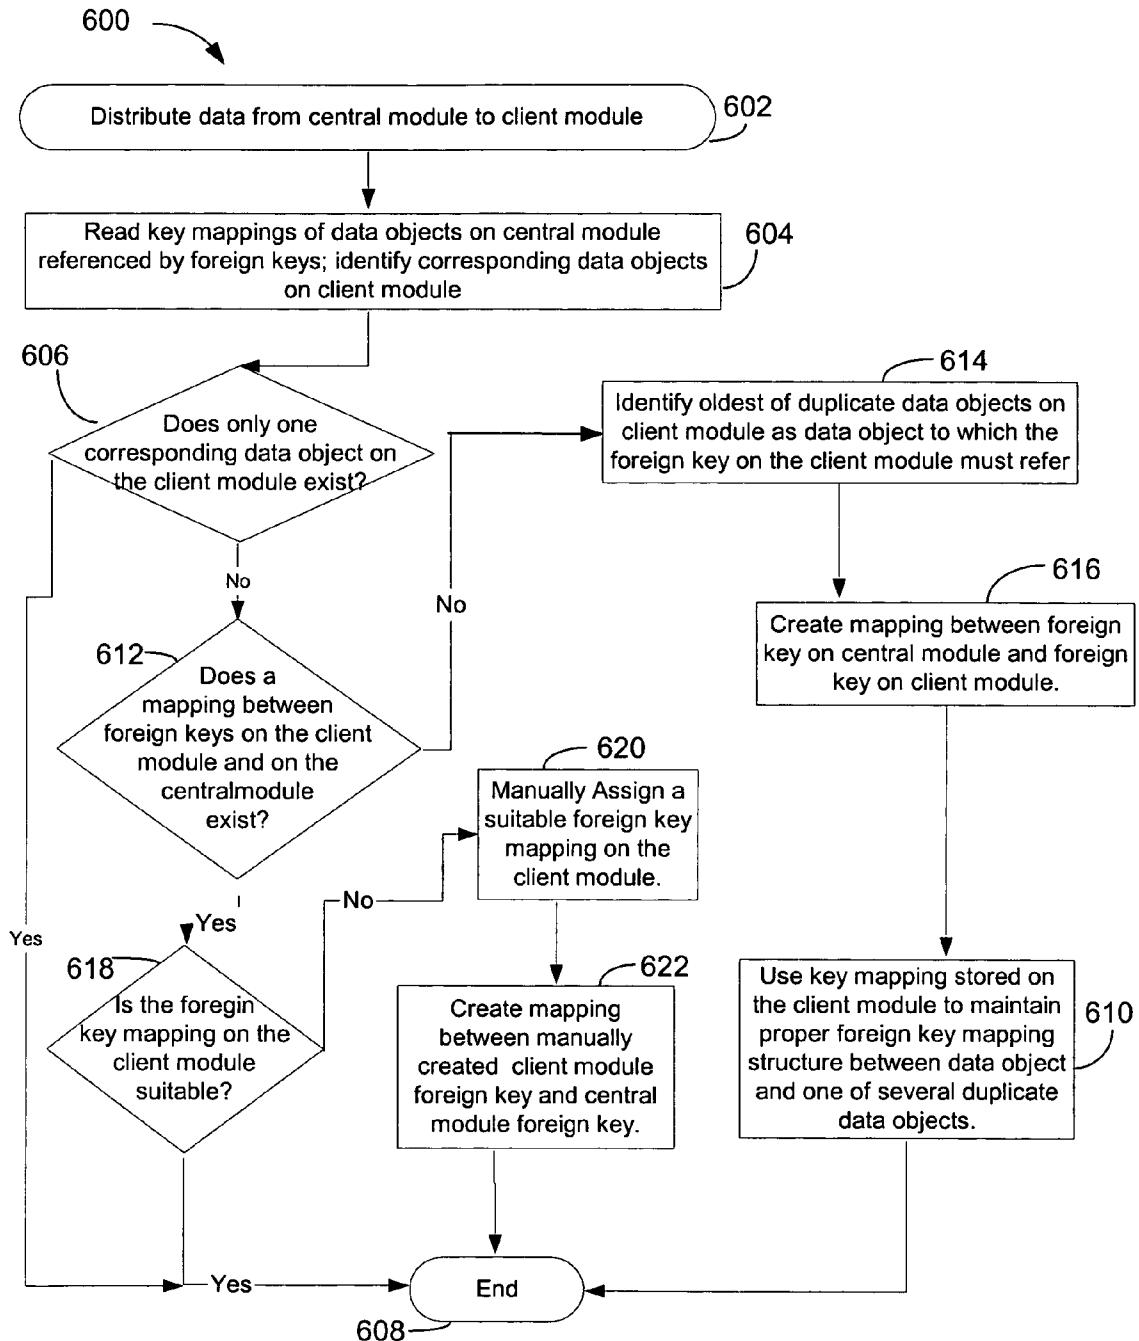 600
Distribute data from central module to client module
602
Read key mappings of data objects on central module
referenced by foreign keys; identify corresponding data objects
on client module
604
606
Does only one
corresponding data object on
the client module exist?
614
Identify oldest of duplicate data objects on
client module as data object to which the
foreign key on the client module must refer
No
No
616
Create mapping between foreign
key on central module and foreign
key on client module.
612
Does a
mapping between
foreign keys on the client
module and on the
centralmodule
exist?
620
Manually Assign a
suitable foreign key
mapping on the
client module.
No
Yes
Yes
618
Is the foregin
key mapping on the
client module
suitable?
622
Create mapping
between manually
created client module
foreign key and central
module foreign key.
Use key mapping stored on
the client module to maintain
proper foreign key mapping
structure between data object
and one of several duplicate
data objects.
610
Yes
End
608